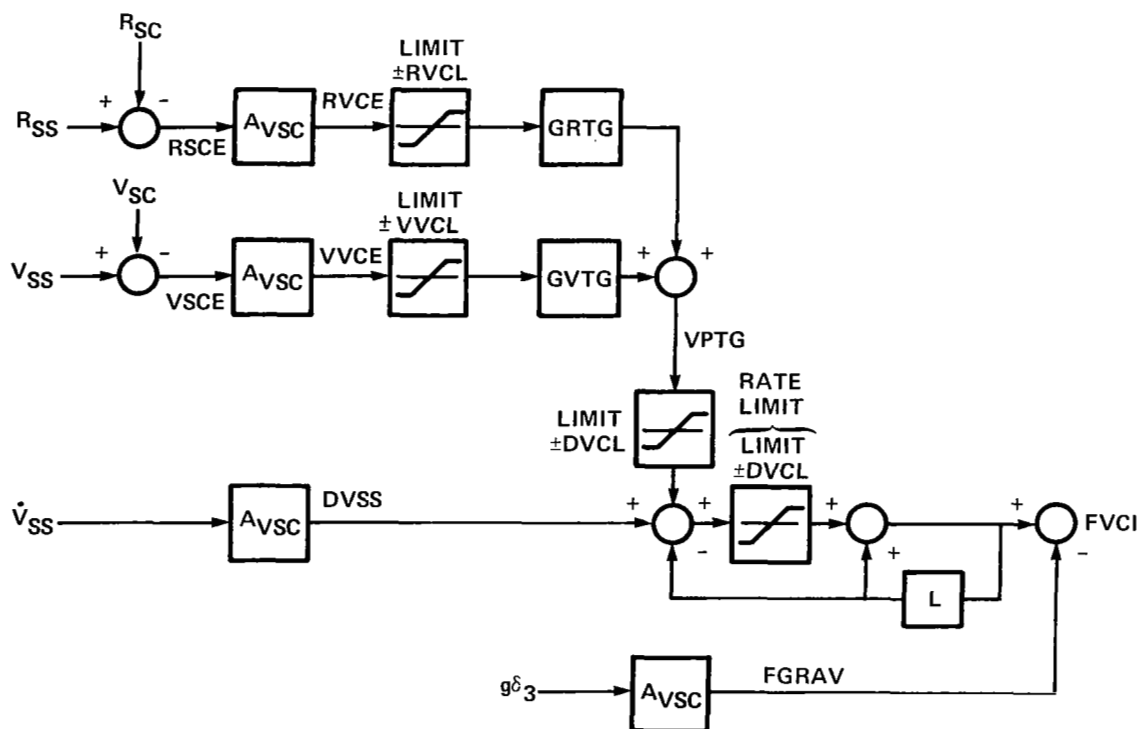 R_SC
LIMIT
±RVCL
+
-
R_SS
RSCE
A_VSC
RVCE
GRTG
V_SC
LIMIT
± VVCL
+
-
V_SS
VSCE
A_VSC
VVCE
GVTG
+
+
VPTG
RATE
LIMIT
LIMIT
±DVCL
LIMIT
±DVCL
V̇_SS
A_VSC
DVSS
+
+
-
+
+
+
-
FVCI
L
gδ_3
A_VSC
FGRAV